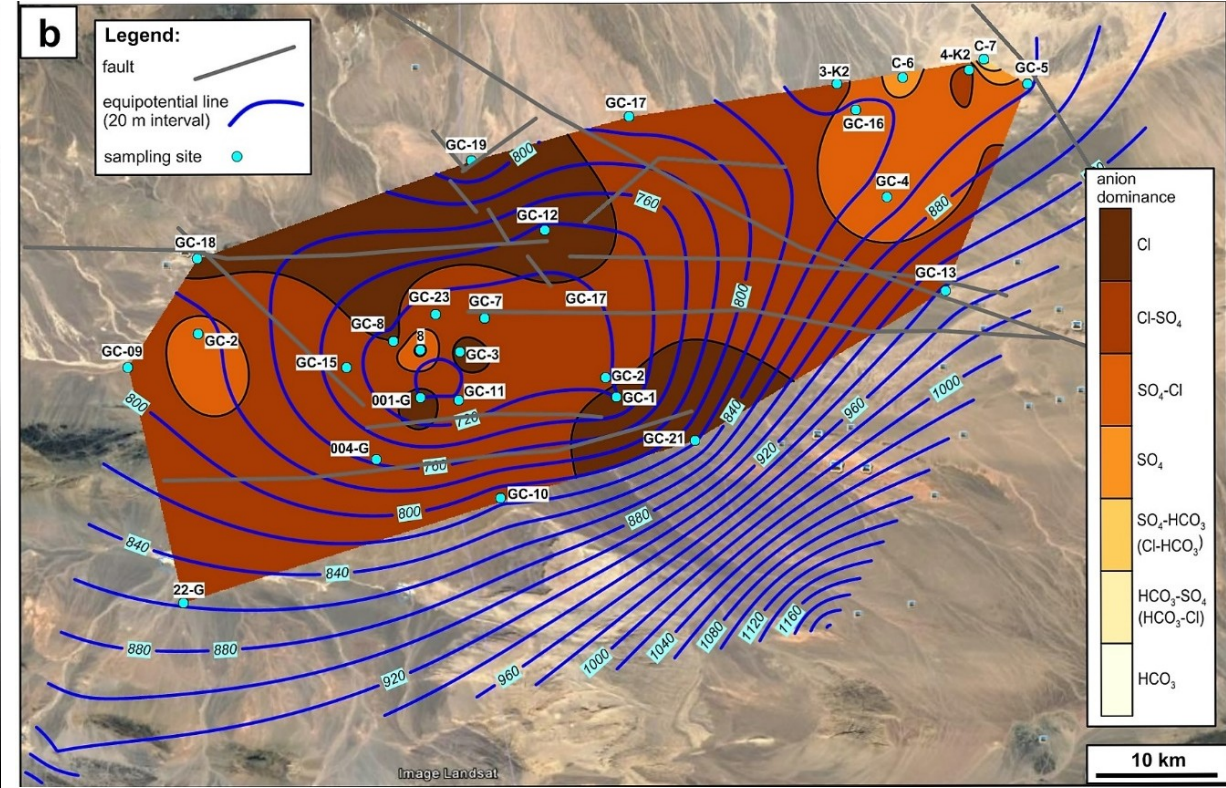 b
Legend:
fault
equipotential line
(20 m interval)
sampling site
C-7
4-K2
C-6
3-K2
GC-5
GC-17
GC-16
GC-19
800
GC-4
760
880
GC-12
GC-18
GC-13
800
GC-23
GC-7
GC-17
GC-8
8
GC-2
GC-3
GC-09
GC-15
GC-2
1000
001-G
GC-11
GC-1
800
720
840
960
GC-21
004-G
920
760
GC-10
800
880
840
840
22-G
880
880
1160
1120
1080
1040
1000
960
920
anion
dominance
Cl
Cl-SO₄
SO₄-Cl
SO₄
SO₄-HCO₃
(Cl-HCO₃)
HCO₃-SO₄
(HCO₃-Cl)
HCO₃
10 km
Image Landsat